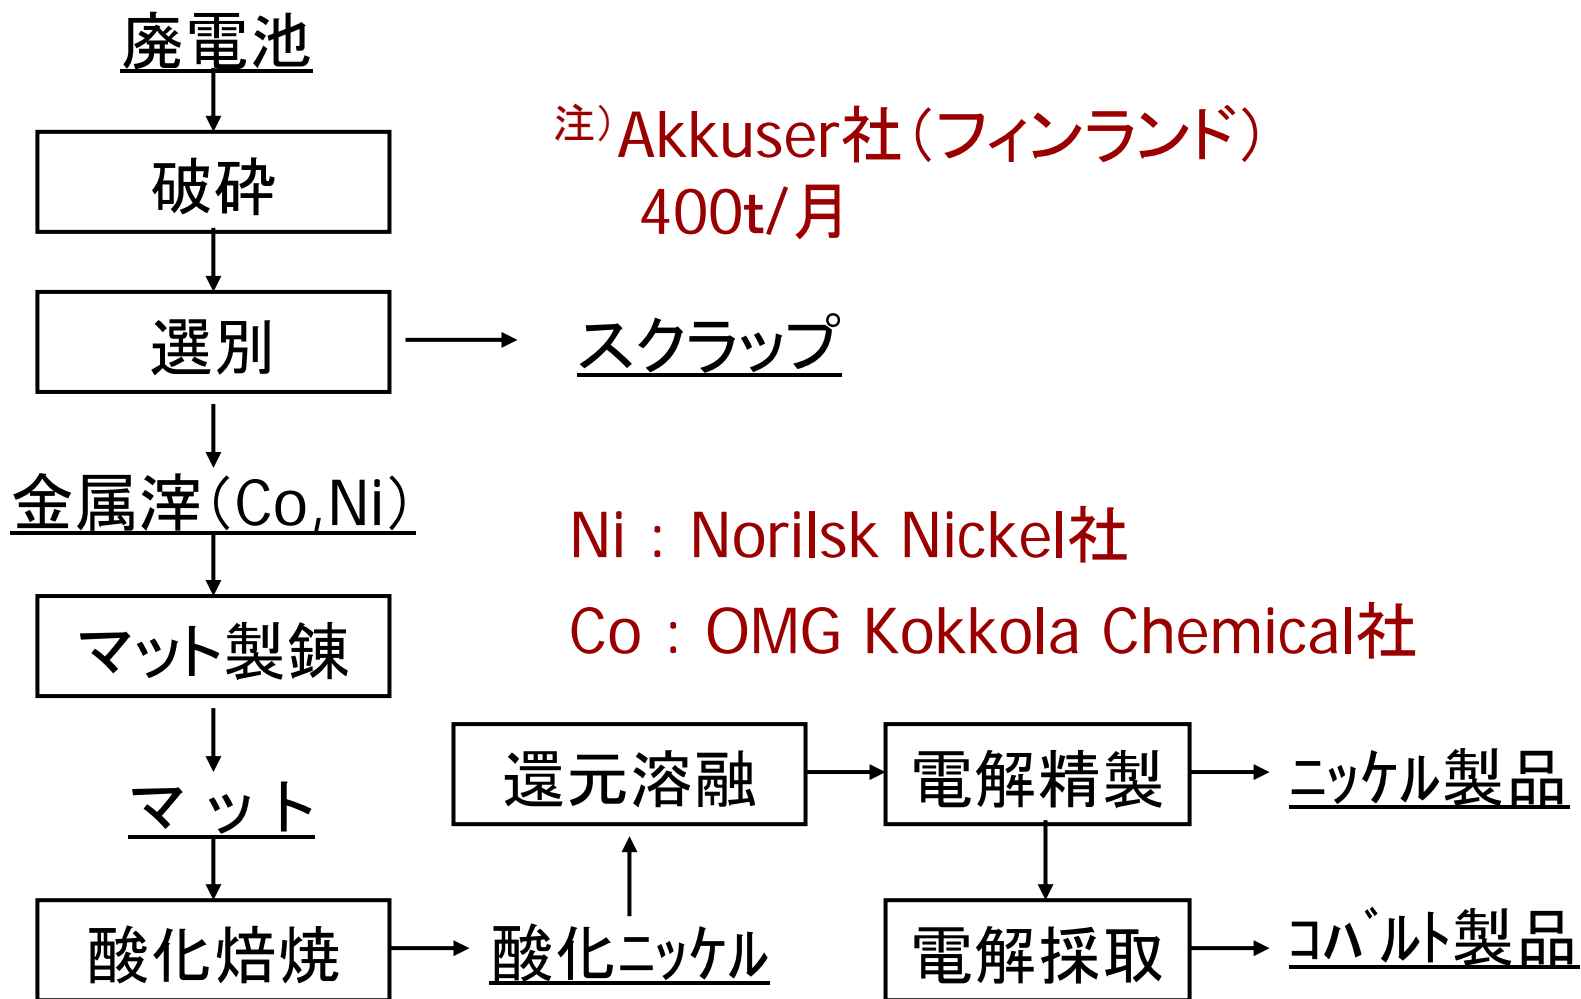 廃電池
注）Akkuser社（フィンランド）
破砕
400t/月
選別
スクラップ
金属滓（Co,Ni）
Ni：Norilsk Nickel社
マット製錬
Co：OMG Kokkola Chemical社
還元溶融
電解精製
ニッケル製品
マット
酸化焙焼
酸化ニッケル
電解採取
コバルト製品